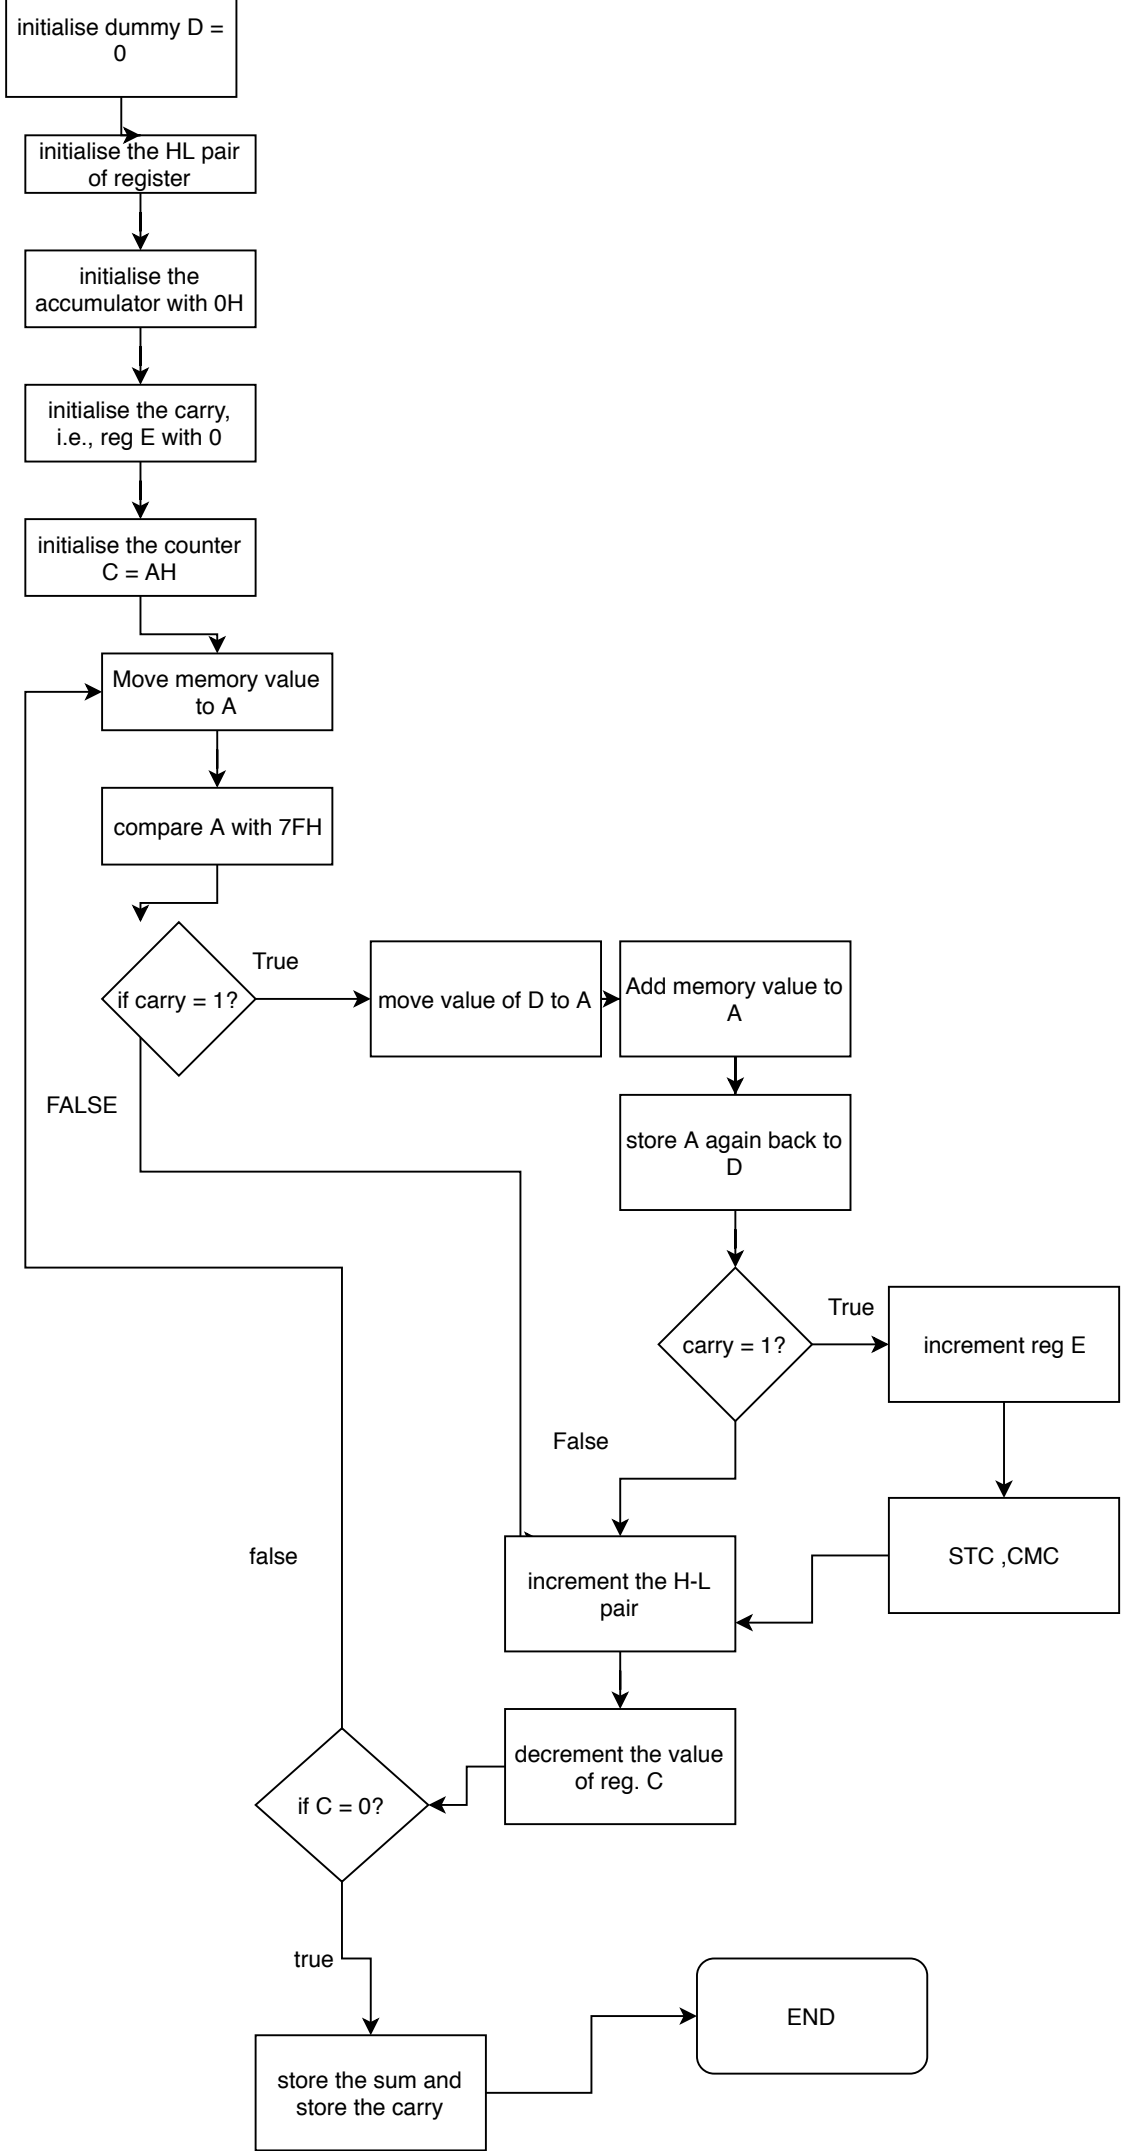 initialise dummy D =
0
initialise the HL pair
of register
initialise the
accumulator with 0H
initialise the carry,
i.e., reg E with 0
initialise the counter
C = AH
Move memory value
to A
compare A with 7FH
if carry = 1?
True
move value of D to A
Add memory value to
A
FALSE
store A again back to
D
carry = 1?
True
increment reg E
False
STC ,CMC
increment the H-L
pair
false
decrement the value
of reg. C
if C = 0?
true
END
store the sum and
store the carry